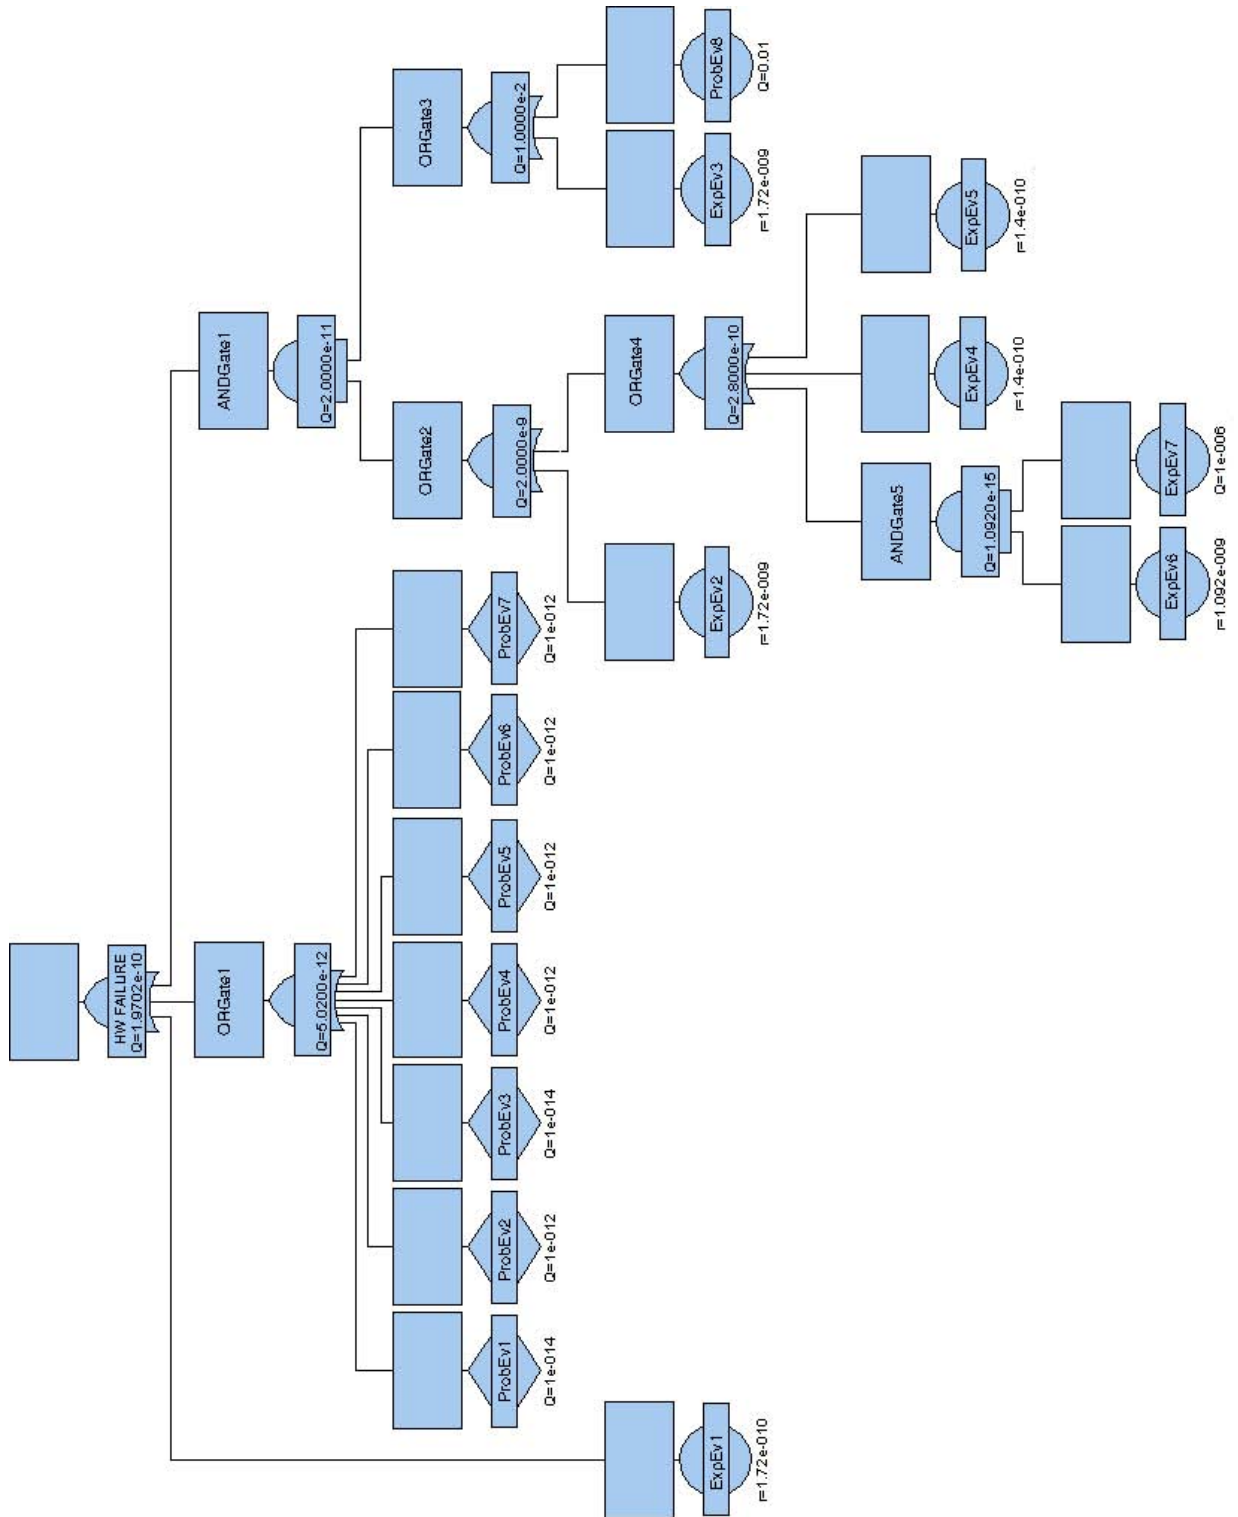 HW FAILURE
Q=1.9702e-10
ORGate1
Q=5.0200e-12
ANDGate1
Q=2.0000e-11
ProbEv1
Q=1e-014
ProbEv2
Q=1e-012
ProbEv3
Q=1e-014
ProbEv4
Q=1e-012
ProbEv5
Q=1e-012
ProbEv6
Q=1e-012
ProbEv7
Q=1e-012
ORGate2
Q=2.0000e-9
ORGate3
Q=1.0000e-2
ExpEv1
r=1.72e-010
ExpEv2
r=1.72e-009
ORGate4
Q=2.8000e-10
ExpEv3
r=1.72e-009
ProbEv8
Q=0.01
ANDGate5
Q=1.0920e-15
ExpEv4
r=1.4e-010
ExpEv5
r=1.4e-010
ExpEv6
r=1.092e-009
ExpEv7
Q=1e-006